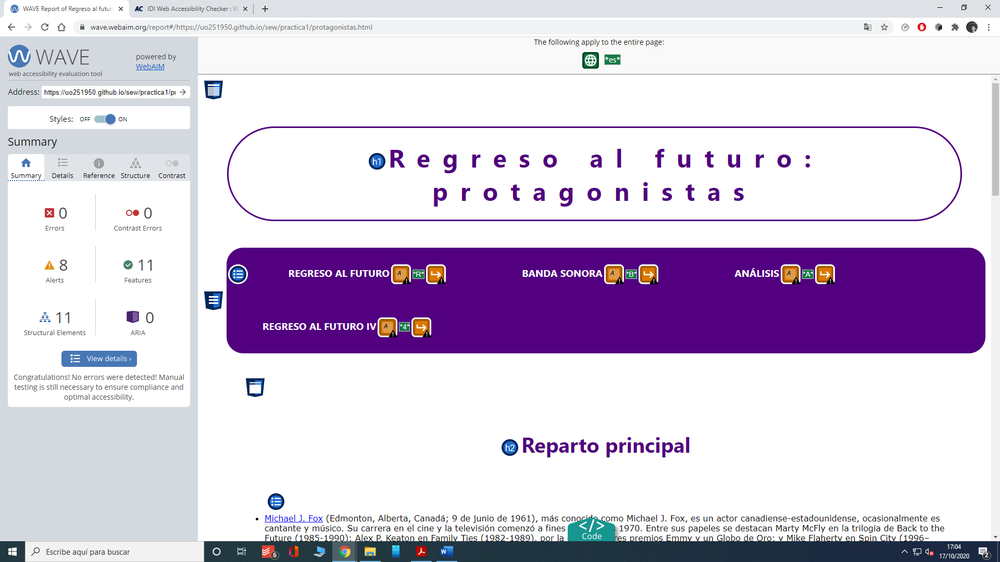 WAVE Report of Regreso al futuro
IDI Web Accessibility Checker : W
wave.webaim.org/report#/https://uo251950.github.io/sew/practica1/protagonistas.html
WAVE
web accessibility evaluation tool
powered by
WebAIM
Address: https://uo251950.github.io/sew/practica1/pr
Styles: OFF ON
Summary
Summary Details Reference Structure Contrast
0 Errors
0 Contrast Errors
8 Alerts
11 Features
11 Structural Elements
0 ARIA
View details ›
Congratulations! No errors were detected! Manual
testing is still necessary to ensure compliance and
optimal accessibility.
The following apply to the entire page:
*es*
h1 Regreso al futuro:
protagonistas
REGRESO AL FUTURO A *R* BANDA SONORA A *B* ANÁLISIS A *A*
REGRESO AL FUTURO IV A *4*
h2 Reparto principal
Michael J. Fox (Edmonton, Alberta, Canadá; 9 de junio de 1961), más conocido como Michael J. Fox, es un actor canadiense-estadounidense, ocasionalmente es
cantante y músico. Su carrera en el cine y la televisión comenzó a fines 1970. Entre sus papeles se destacan Marty McFly en la trilogía de Back to the
Future (1985-1990); Alex P. Keaton en Family Ties (1982-1989), por la res premios Emmy y un Globo de Oro; y Mike Flaherty en Spin City (1996–
</> Code
Escribe aquí para buscar
6
17:04
17/10/2020
2